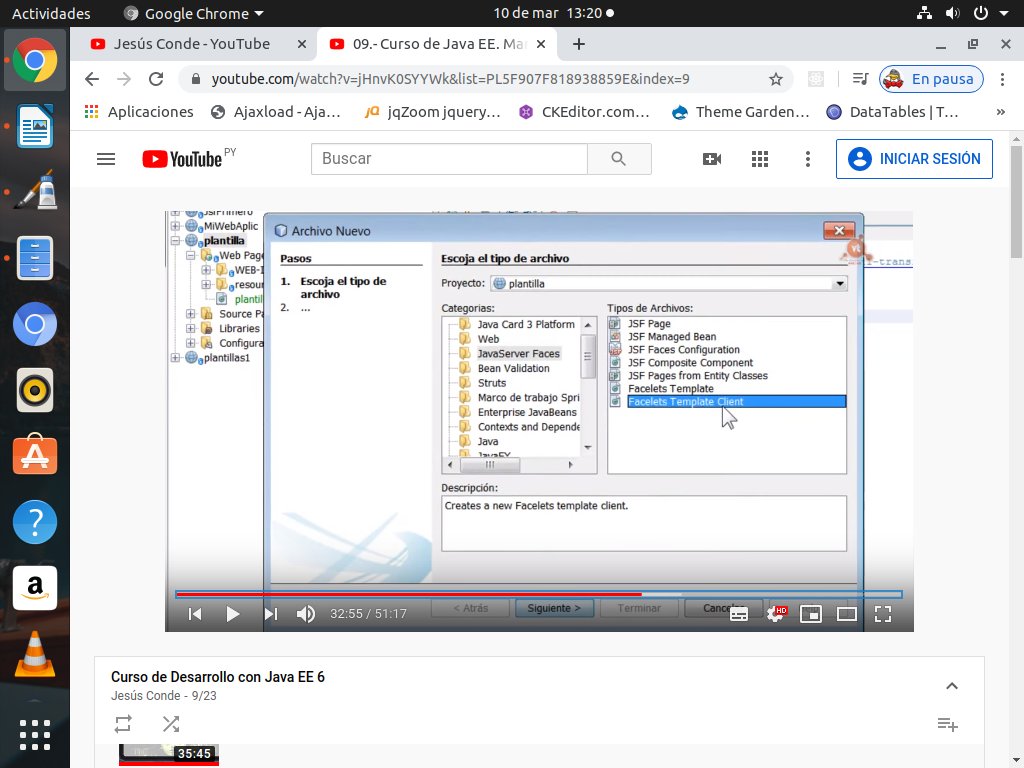 Actividades
Google Chrome
10 de mar 13:20
Jesús Conde - YouTube
09.- Curso de Java EE. Ma
youtube.com/watch?v=jHnvK0SYYWk&list=PL5F907F818938859E&index=9
En pausa
Aplicaciones
Ajaxload - Aja...
jqZoom jquery...
CKEditor.com...
Theme Garden...
DataTables | T...
»
YouTube PY
Buscar
INICIAR SESIÓN
JsfPrimero
MiWebAplic
plantilla
Web Page
WEB-I
resour
plantil
Source Pa
Libraries
Configura
plantillas1
Archivo Nuevo
Pasos
1. Escoja el tipo de
archivo
2. ...
Escoja el tipo de archivo
Proyecto: plantilla
Categorias:
Java Card 3 Platform
Web
JavaServer Faces
Bean Validation
Struts
Marco de trabajo Spri
Enterprise JavaBeans
Contexts and Depende
Java
JavaFX
Tipos de Archivos:
JSF Page
JSF Managed Bean
JSF Faces Configuration
JSF Composite Component
JSF Pages from Entity Classes
Facelets Template
Facelets Template Client
Descripción:
Creates a new Facelets template client.
< Atrás
Siguiente >
Terminar
32:55 / 51:17
HD
Curso de Desarrollo con Java EE 6
Jesús Conde - 9/23
35:45